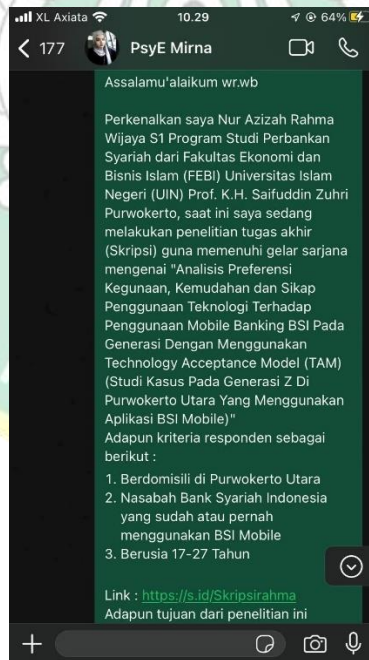 XL Axiata
10.29
64%
177
PsyE Mirna
Assalamu'alaikum wr.wb
Perkenalkan saya Nur Azizah Rahma
Wijaya S1 Program Studi Perbankan
Syariah dari Fakultas Ekonomi dan
Bisnis Islam (FEBI) Universitas Islam
Negeri (UIN) Prof. K.H. Saifuddin Zuhri
Purwokerto, saat ini saya sedang
melakukan penelitian tugas akhir
(Skripsi) guna memenuhi gelar sarjana
mengenai "Analisis Preferensi
Kegunaan, Kemudahan dan Sikap
Penggunaan Teknologi Terhadap
Penggunaan Mobile Banking BSI Pada
Generasi Dengan Menggunakan
Technology Acceptance Model (TAM)
(Studi Kasus Pada Generasi Z Di
Purwokerto Utara Yang Menggunakan
Aplikasi BSI Mobile)"
Adapun kriteria responden sebagai
berikut :
1. Berdomisili di Purwokerto Utara
2. Nasabah Bank Syariah Indonesia
yang sudah atau pernah
menggunakan BSI Mobile
3. Berusia 17-27 Tahun
Link : https://s.id/Skripsirahma
Adapun tujuan dari penelitian ini